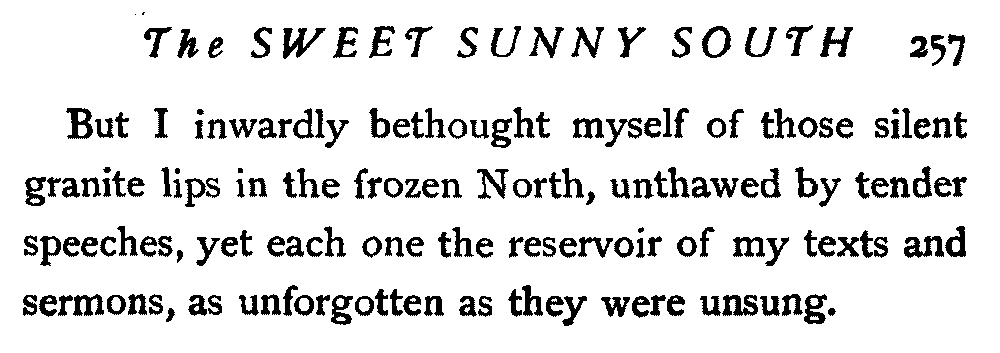 The SWEET SUNNY SOUTH 257
But I inwardly bethought myself of those silent
granite lips in the frozen North, unthawed by tender
speeches, yet each one the reservoir of my texts and
sermons, as unforgotten as they were unsung.